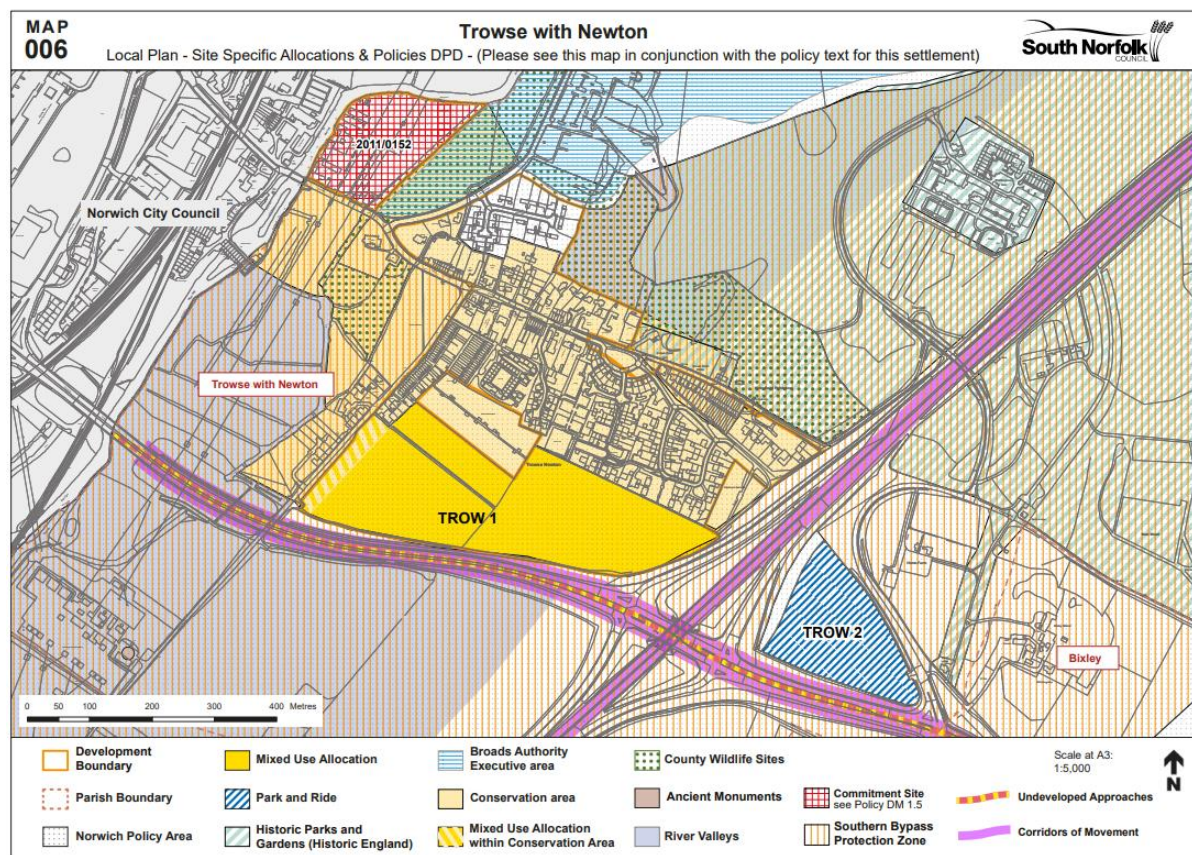 MAP
006
Trowse with Newton
Local Plan - Site Specific Allocations & Policies DPD - (Please see this map in conjunction with the policy text for this settlement)
South Norfolk
COUNCIL
2011/0152
Norwich City Council
Trowse with Newton
Trowse Newton
TROW 1
TROW 2
Bixley
0 50 100 200 300 400 Metres
Development
Boundary
Parish Boundary
Norwich Policy Area
Mixed Use Allocation
Park and Ride
Historic Parks and
Gardens (Historic England)
Broads Authority
Executive area
Conservation area
Mixed Use Allocation
within Conservation Area
County Wildlife Sites
Ancient Monuments
River Valleys
Commitment Site
see Policy DM 1.5
Southern Bypass
Protection Zone
Scale at A3:
1:5,000
Undeveloped Approaches
Corridors of Movement
N